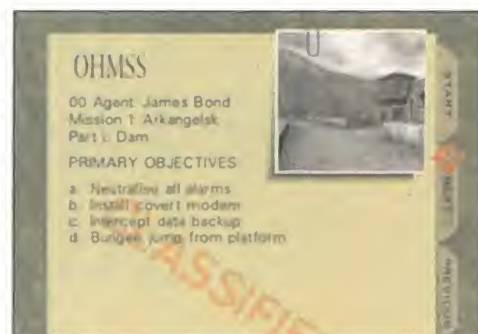 OHMSS
00 Agent James Bond
Mission 1: Arkangelsk
Part i: Dam
PRIMARY OBJECTIVES
a. Neutralise all alarms
b. Install covert modem
c. Intercept data backup
d. Bungee jump from platform
CLASSIFIE
START
NEXT
PREVIOUS